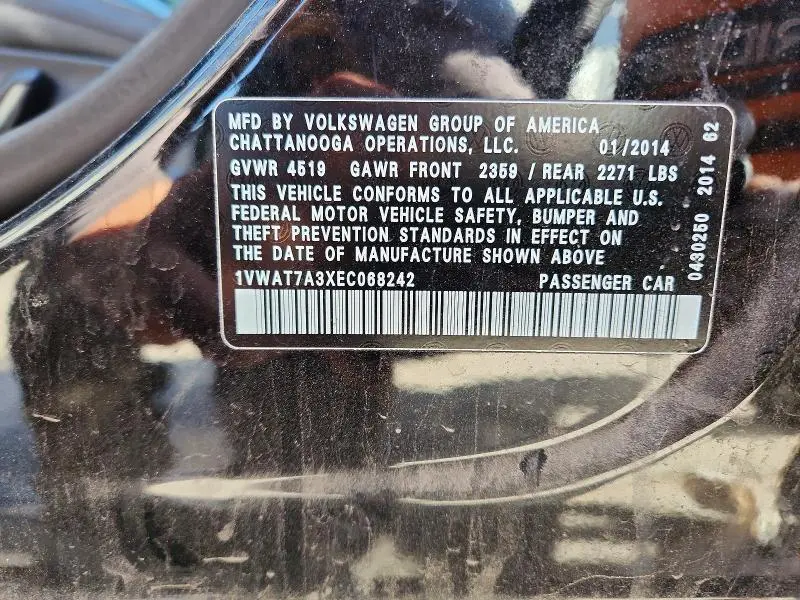 MFD BY VOLKSWAGEN GROUP OF AMERICA
CHATTANOOGA OPERATIONS, LLC. 01/2014
GVWR 4519 GAWR FRONT 2359 / REAR 2271 LBS
THIS VEHICLE CONFORMS TO ALL APPLICABLE U.S.
FEDERAL MOTOR VEHICLE SAFETY, BUMPER AND
THEFT PREVENTION STANDARDS IN EFFECT ON
THE DATE OF MANUFACTURE SHOWN ABOVE
1VWAT7A3XEC068242 PASSENGER CAR
0430250 2014 62